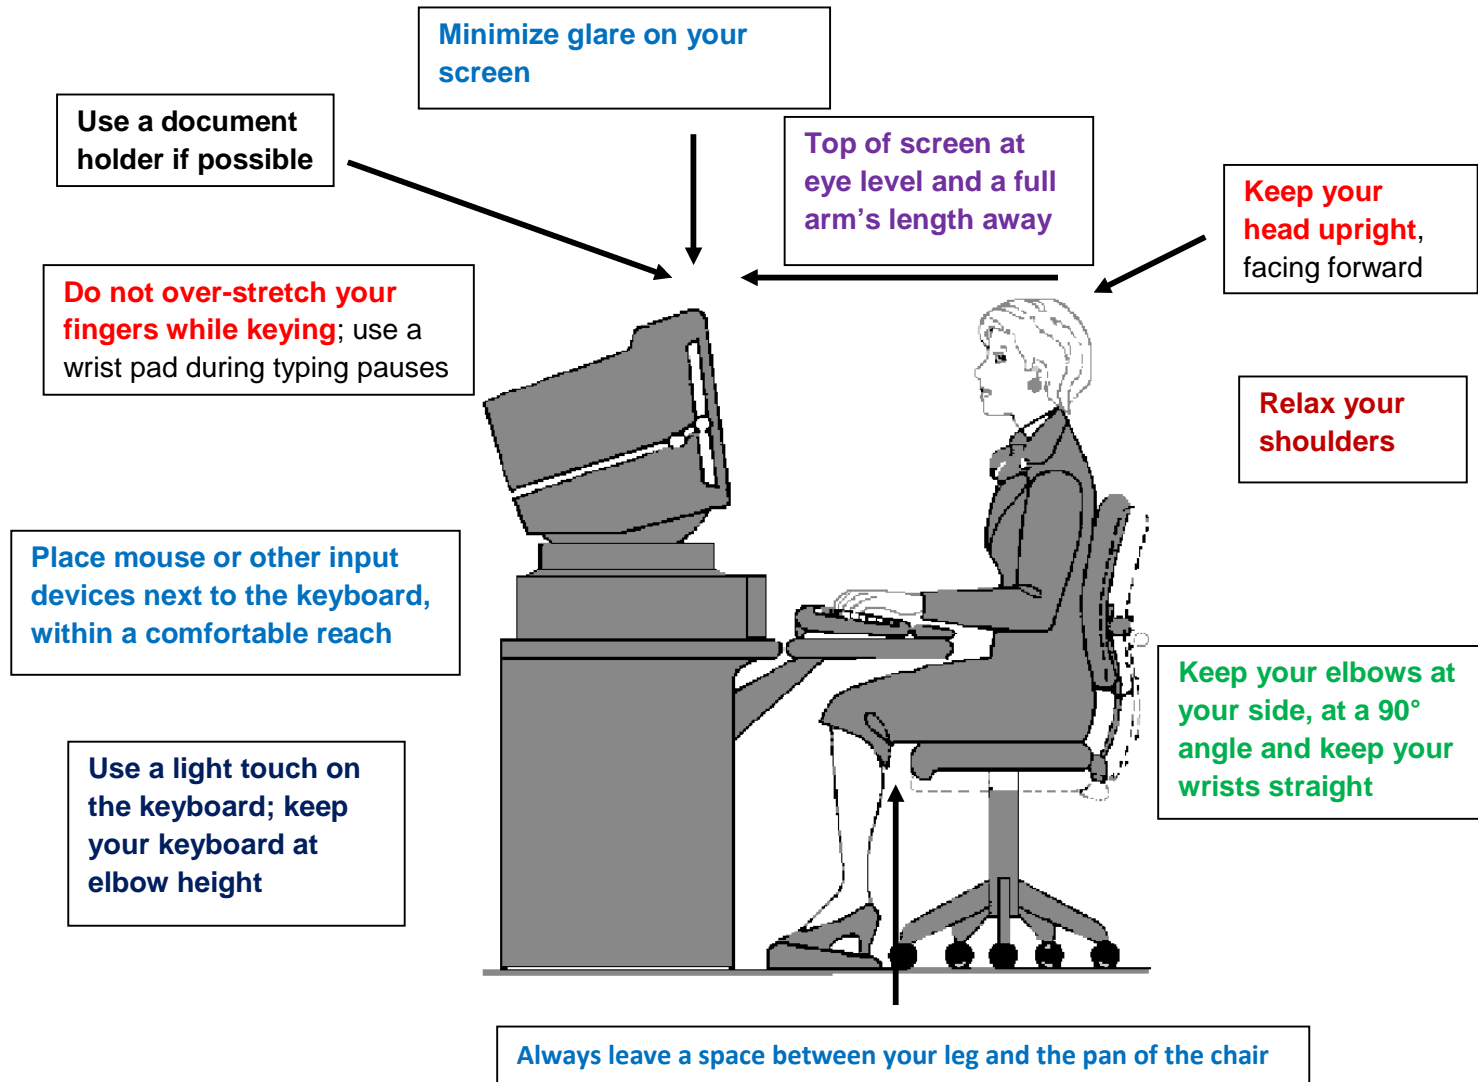 Minimize glare on your
screen
Use a document
holder if possible
Top of screen at
eye level and a full
arm's length away
Keep your
head upright,
facing forward
Do not over-stretch your
fingers while keying; use a
wrist pad during typing pauses
Relax your
shoulders
Place mouse or other input
devices next to the keyboard,
within a comfortable reach
Keep your elbows at
your side, at a 90°
angle and keep your
wrists straight
Use a light touch on
the keyboard; keep
your keyboard at
elbow height
Always leave a space between your leg and the pan of the chair